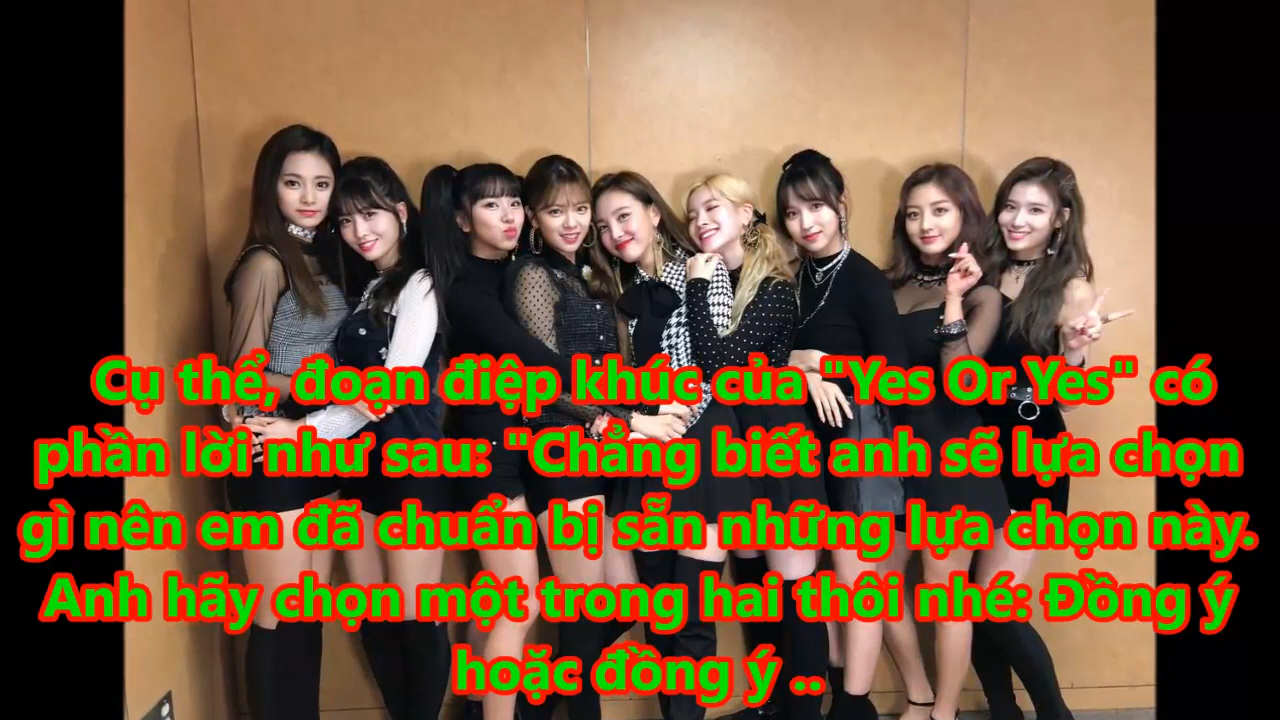 Cụ thể, đoạn điệp khúc của "Yes Or Yes" có
phần lời như sau: "Chẳng biết anh sẽ lựa chọn
gì nên em đã chuẩn bị sẵn những lựa chọn này.
Anh hãy chọn một trong hai thôi nhé: Đồng ý
hoặc đồng ý ..